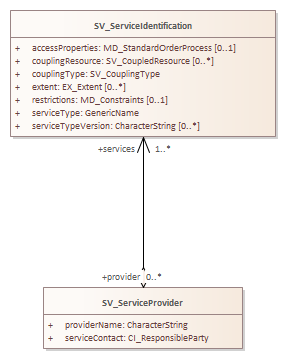 SV_ServiceIdentification
+ accessProperties: MD_StandardOrderProcess [0..1]
+ couplingResource: SV_CoupledResource [0..*]
+ couplingType: SV_CouplingType
+ extent: EX_Extent [0..*]
+ restrictions: MD_Constraints [0..1]
+ serviceType: GenericName
+ serviceTypeVersion: CharacterString [0..*]
+services 1..*
+provider 0..*
SV_ServiceProvider
+ providerName: CharacterString
+ serviceContact: CI_ResponsibleParty